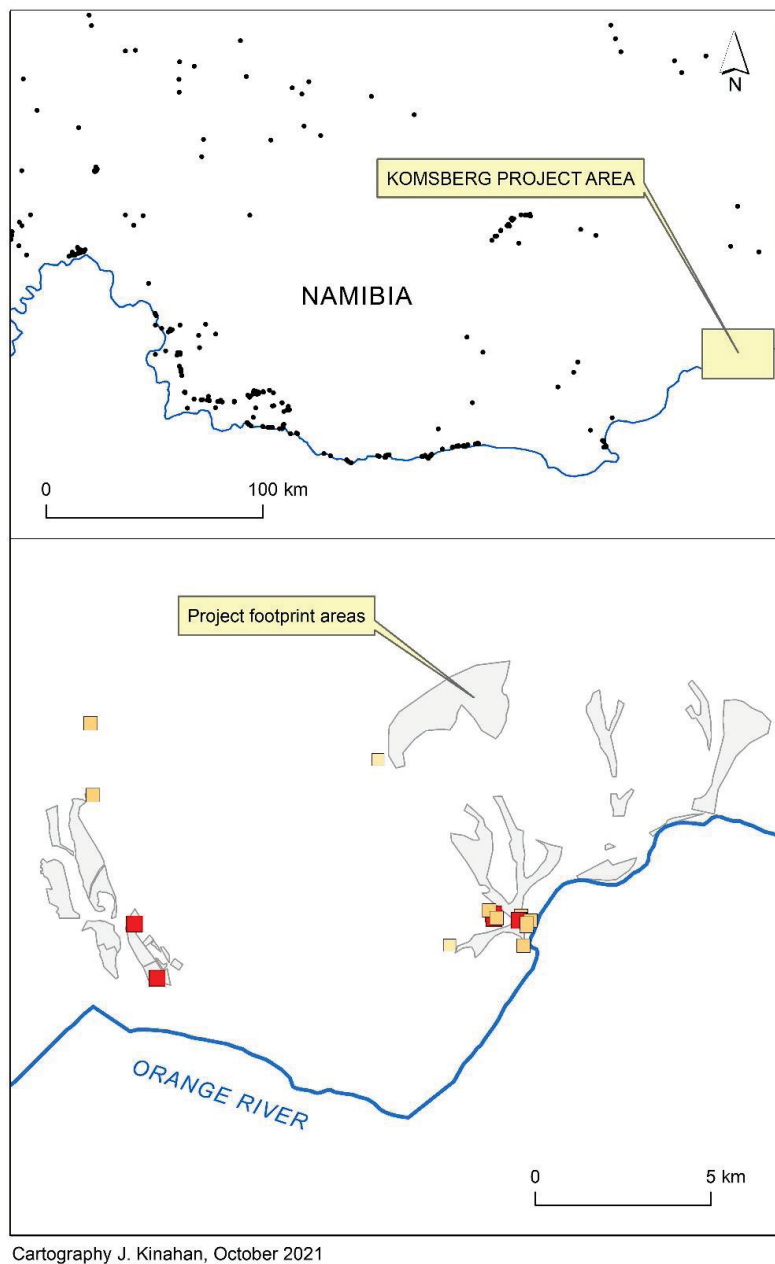 N
KOMSBERG PROJECT AREA
NAMIBIA
0 100 km
Project footprint areas
ORANGE RIVER
0 5 km
Cartography J. Kinahan, October 2021